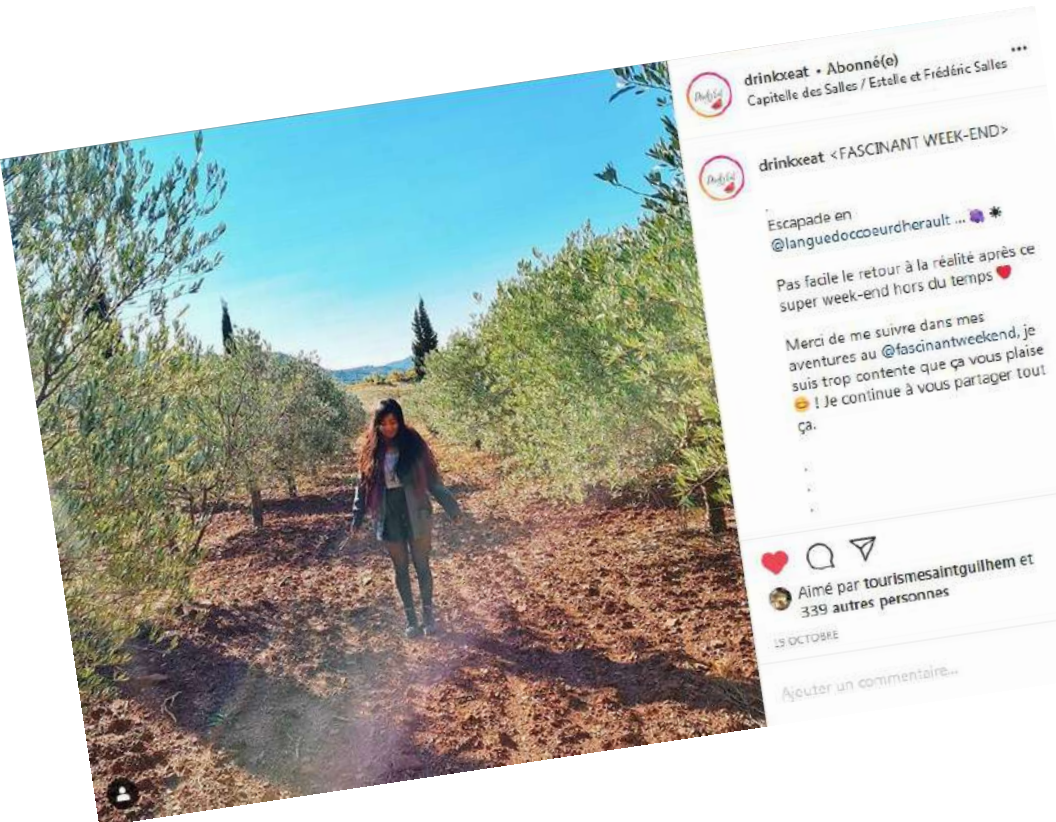 drinkxeat • Abonné(e)
Capitelle des Salles / Estelle et Frédéric Salles
drinkxeat <FASCINANT WEEK-END>
.
Escapade en
@languedoccoeurdherault ... 🍇 ☀
Pas facile le retour à la réalité après ce
super week-end hors du temps ❤
Merci de me suivre dans mes
aventures au @fascinantweekend, je
suis trop contente que ça vous plaise
😊 ! Je continue à vous partager tout
ça.
.
.
.
Aimé par tourismesaintguilhem et
339 autres personnes
19 OCTOBRE
Ajouter un commentaire...